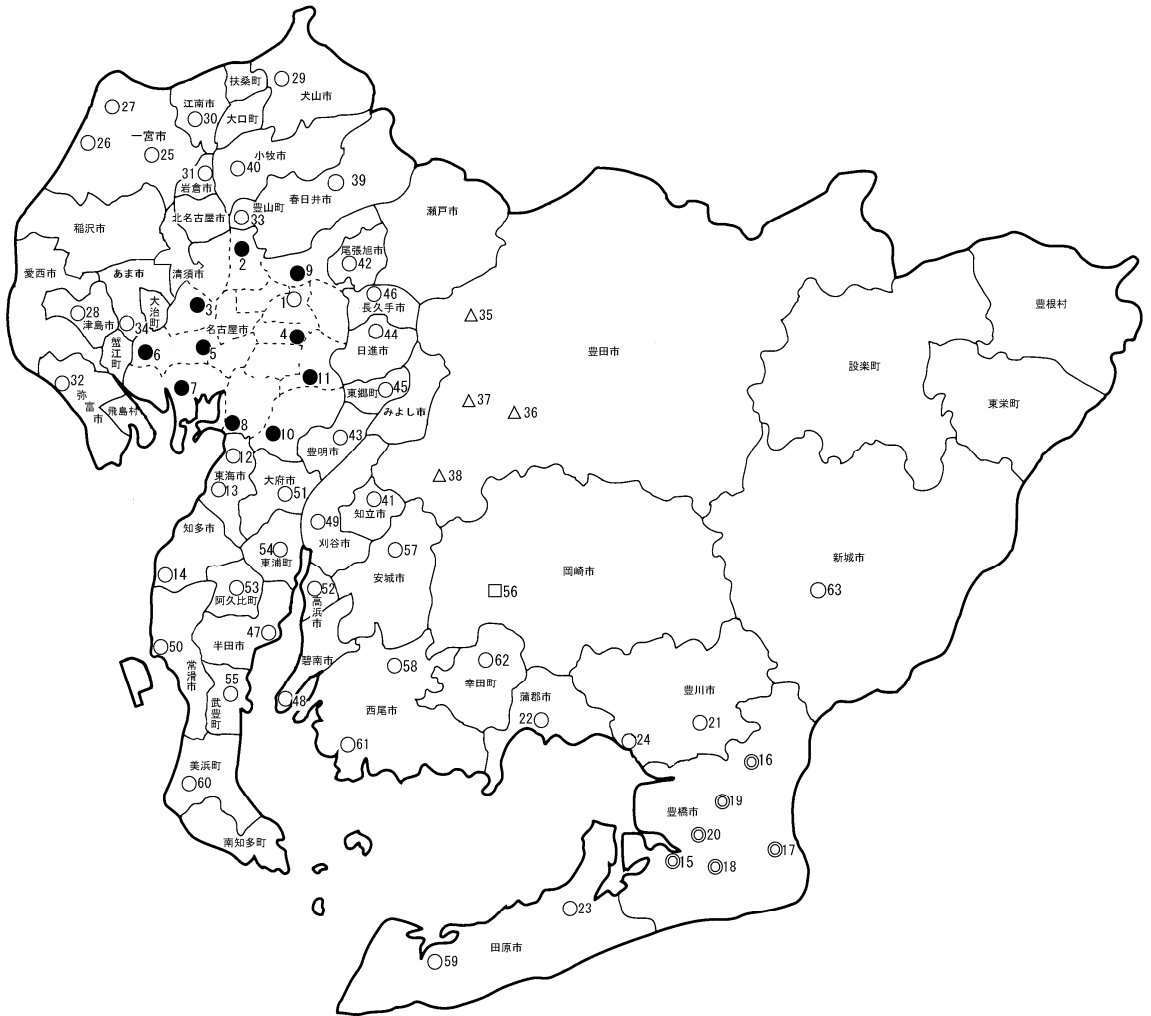 扶桑町
○29
犬山市
○27
江南市
○30
大口町
○26
一宮市
○25
小牧市
○40
31○
岩倉市
○39
春日井市
豊山町
○33
北名古屋市
稲沢市
瀬戸市
尾張旭市
○42
●2
●9
愛西市
あま市
清須市
大治町
●3
1○
○46
長久手市
○28
津島市
○34
名古屋市
4●
○44
日進市
△35
豊田市
豊根村
設楽町
東栄町
蟹江町
●6
●5
●11
○32
弥富市
飛島村
●7
東郷町
○45
みよし市
△37
△36
●8
●10
○43
豊明市
○12
東海市
○13
大府市
○51
△38
○41
知立市
知多市
○49
刈谷市
54○
東浦町
○57
安城市
岡崎市
新城市
○14
○53
阿久比町
○52
高浜市
□56
○63
47○
半田市
○50
常滑市
碧南市
○58
○62
幸田町
55
○
武豊町
○48
西尾市
蒲郡市
22○
豊川市
○21
○61
○24
◎16
美浜町
○60
豊橋市
◎19
◎20
◎15
◎18
◎17
南知多町
○23
田原市
○59